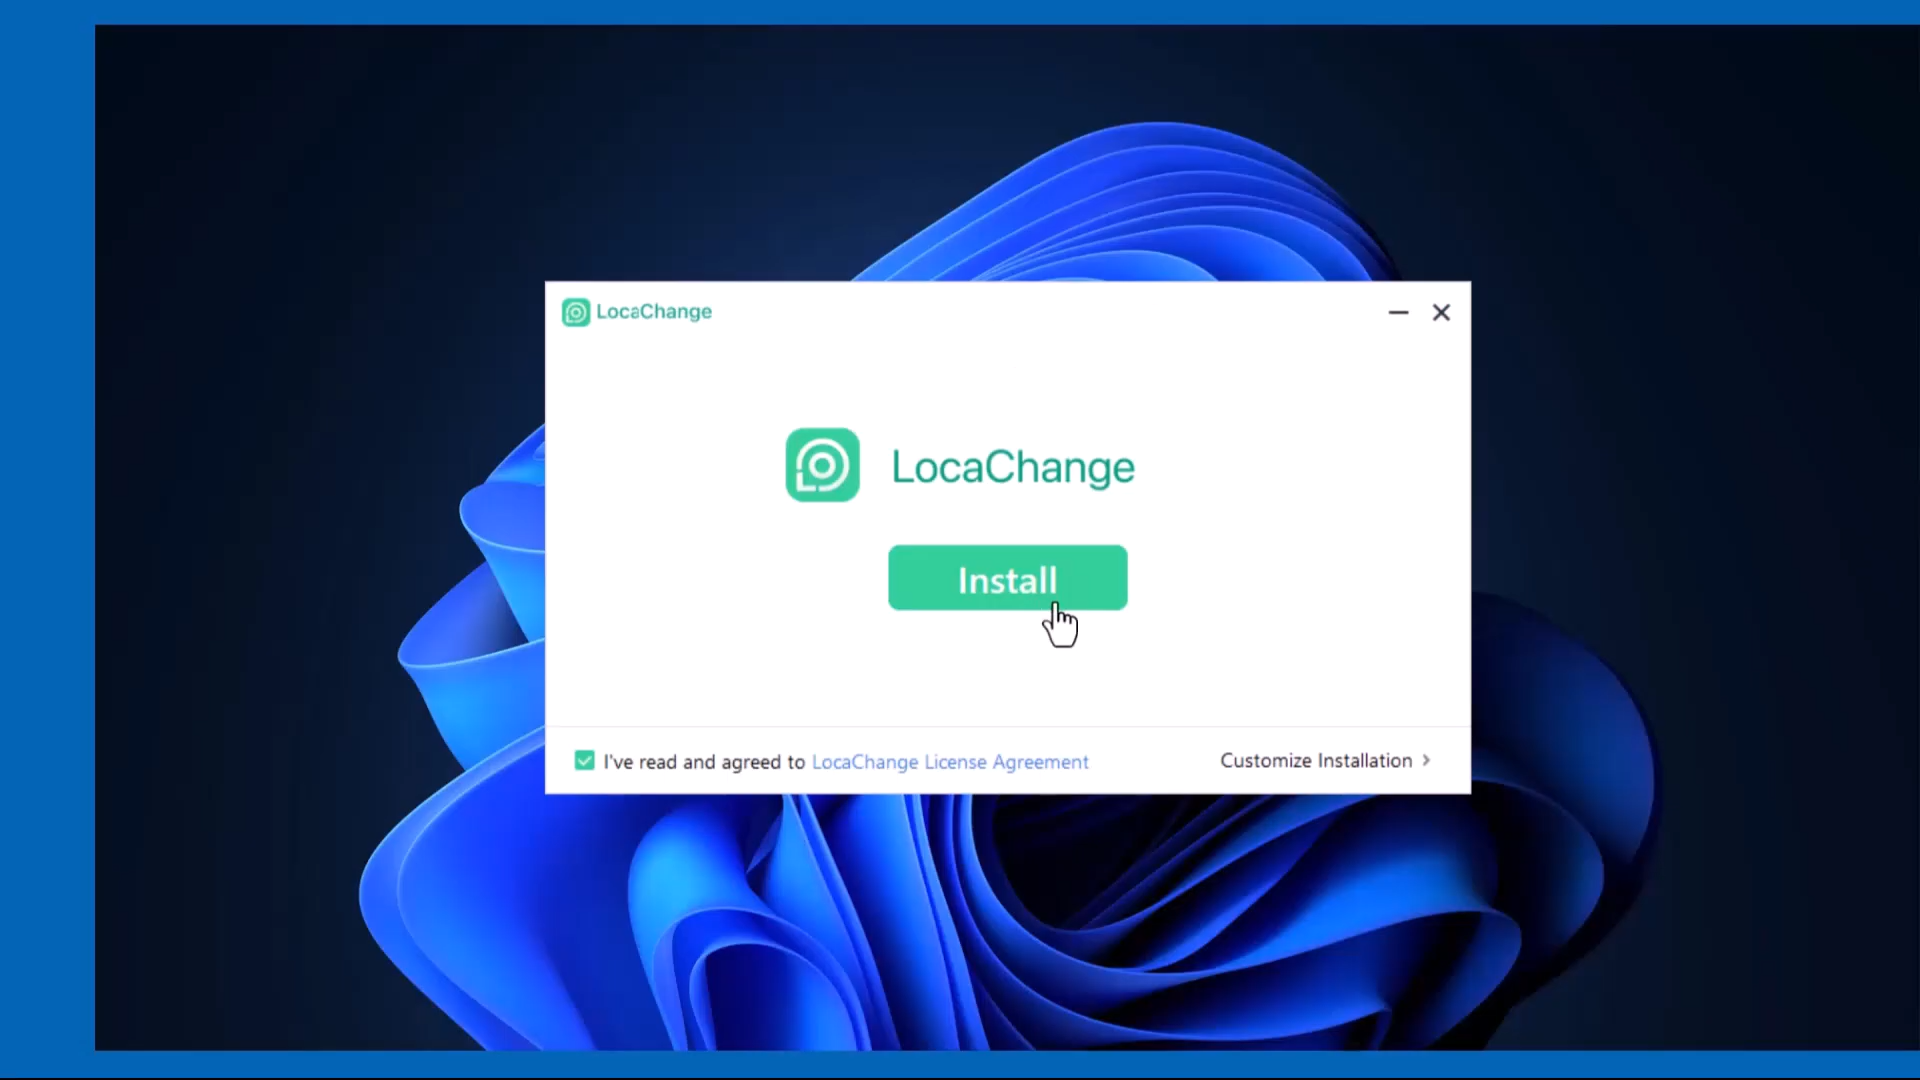 LocaChange
LocaChange
Install
I've read and agreed to LocaChange License Agreement
Customize Installation